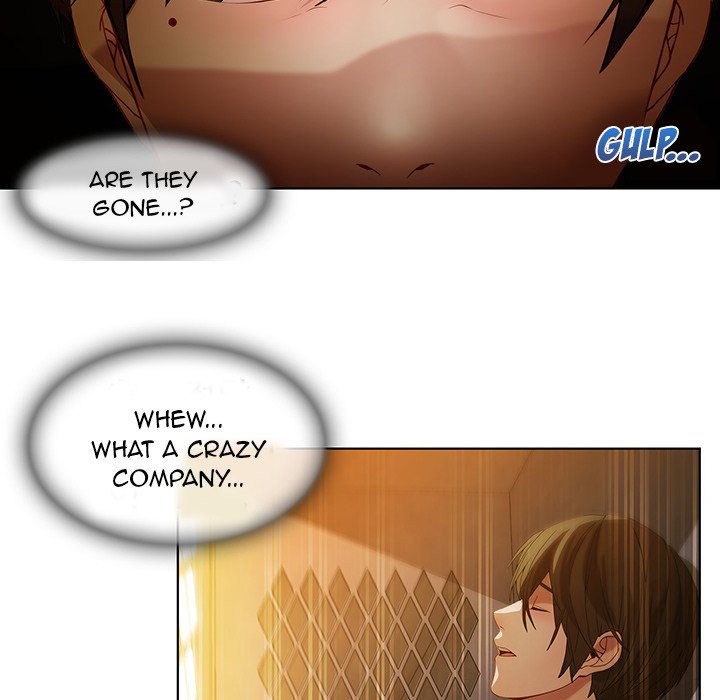 GULP...
ARE THEY
GONE...?
WHEW...
WHAT A CRAZY
COMPANY...